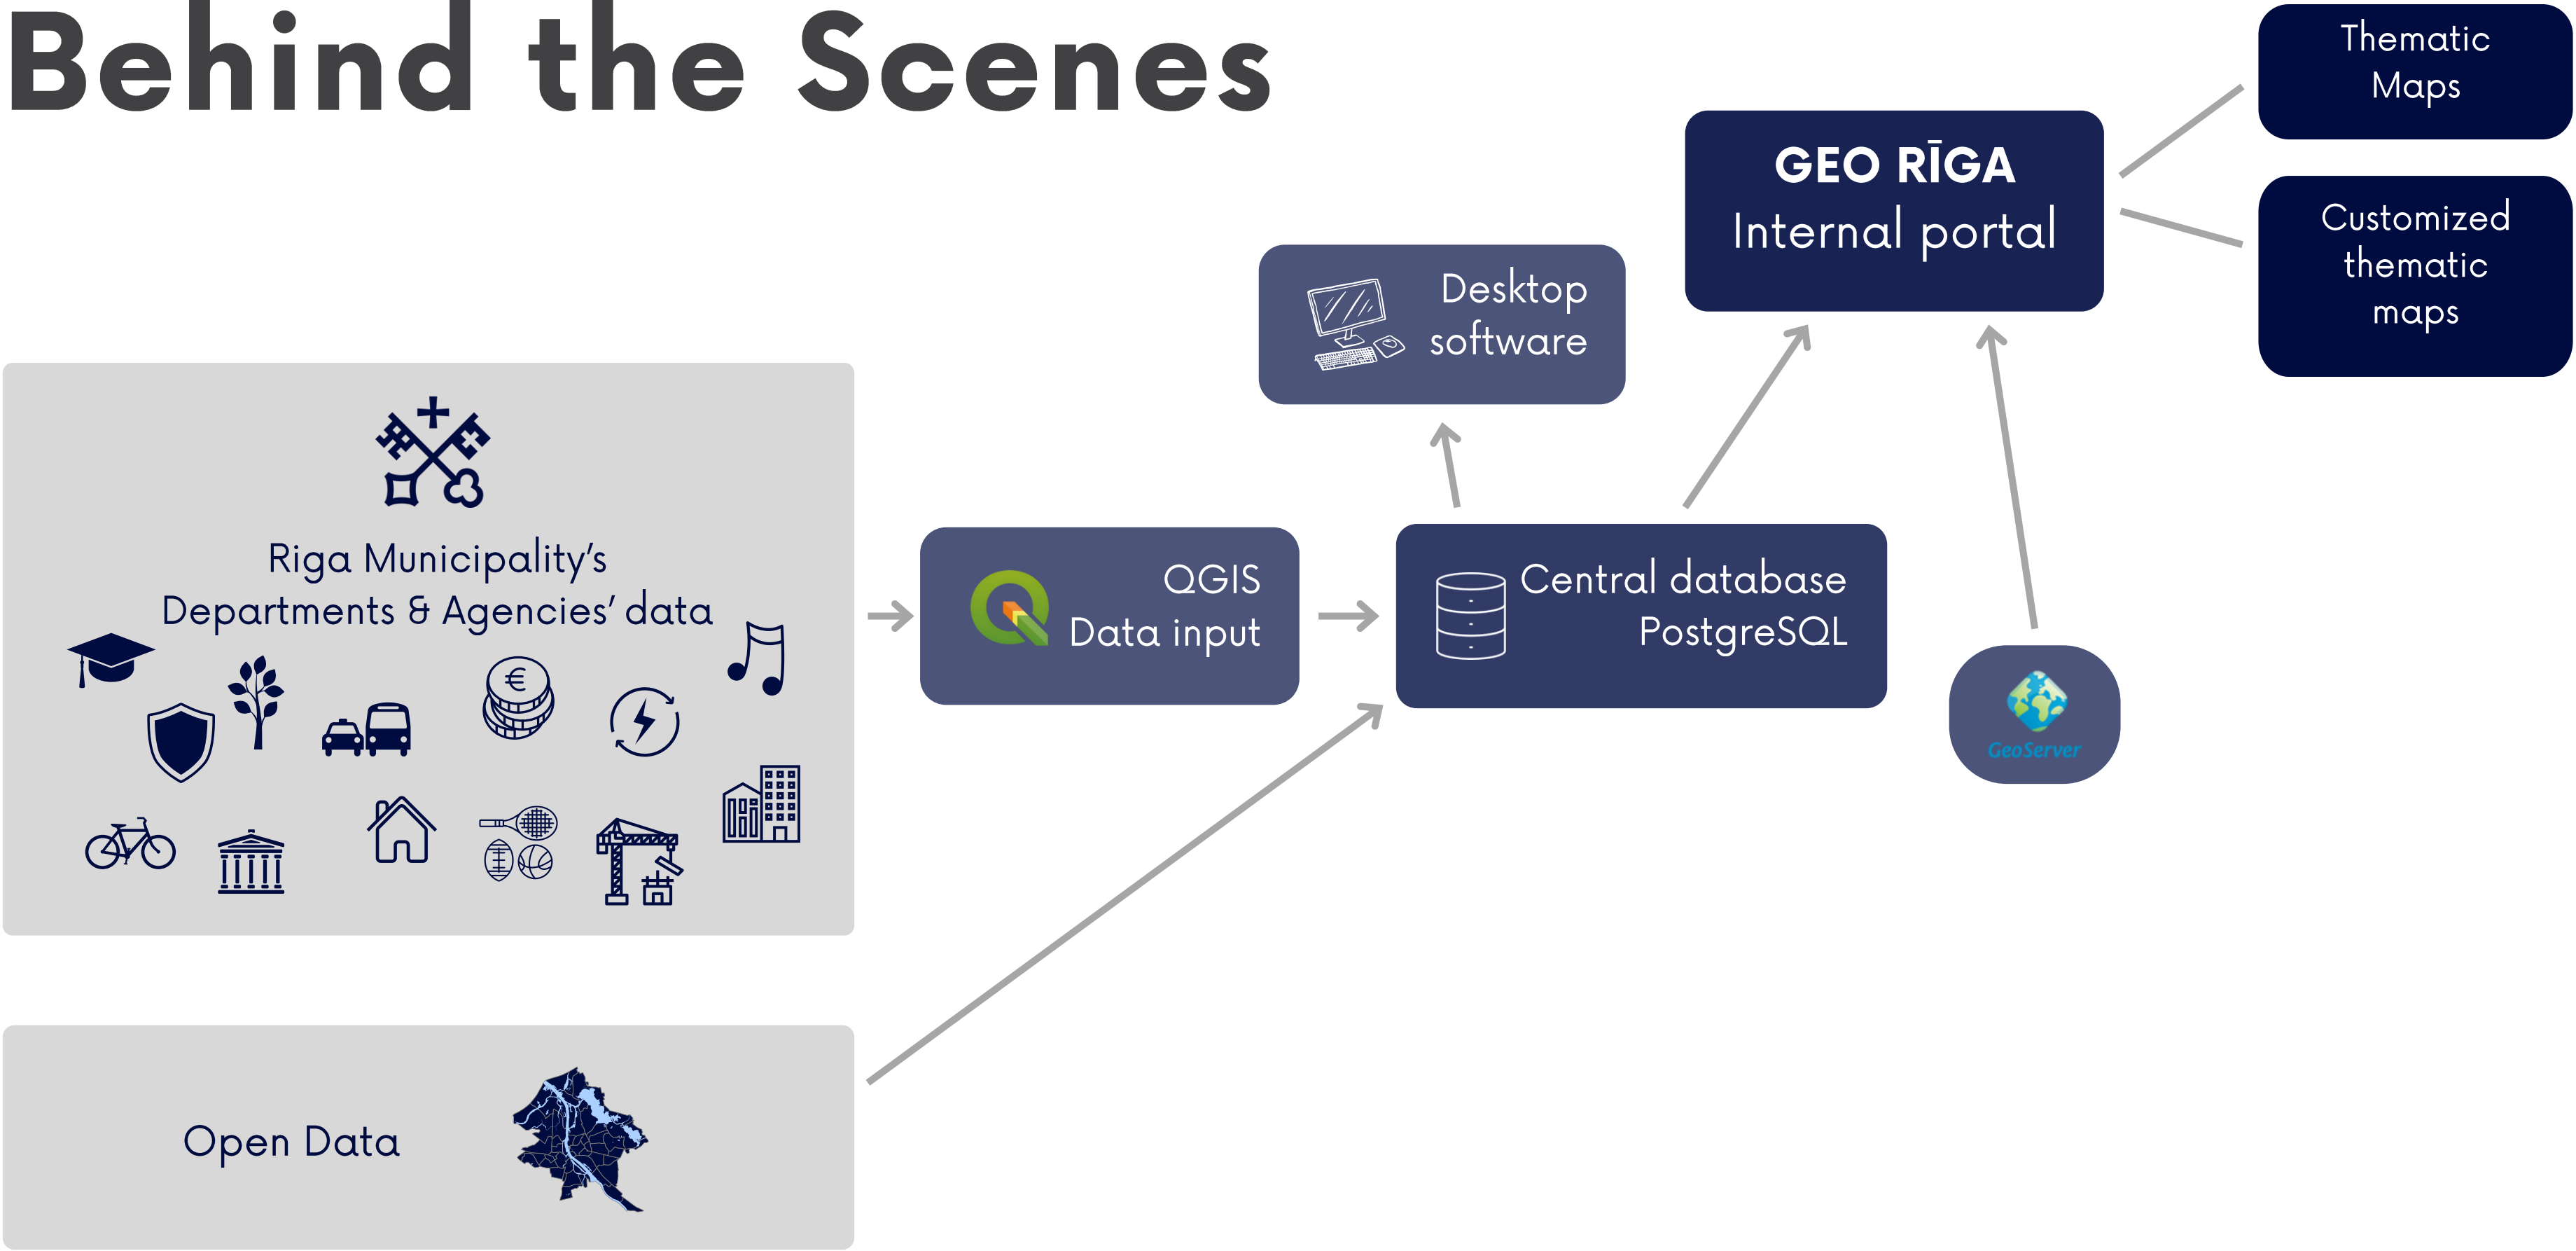 Behind the Scenes
Thematic
Maps
GEO RĪGA
Internal portal
Customized
thematic
maps
Desktop
software
Riga Municipality's
Departments & Agencies' data
QGIS
Data input
Central database
PostgreSQL
GeoServer
Open Data